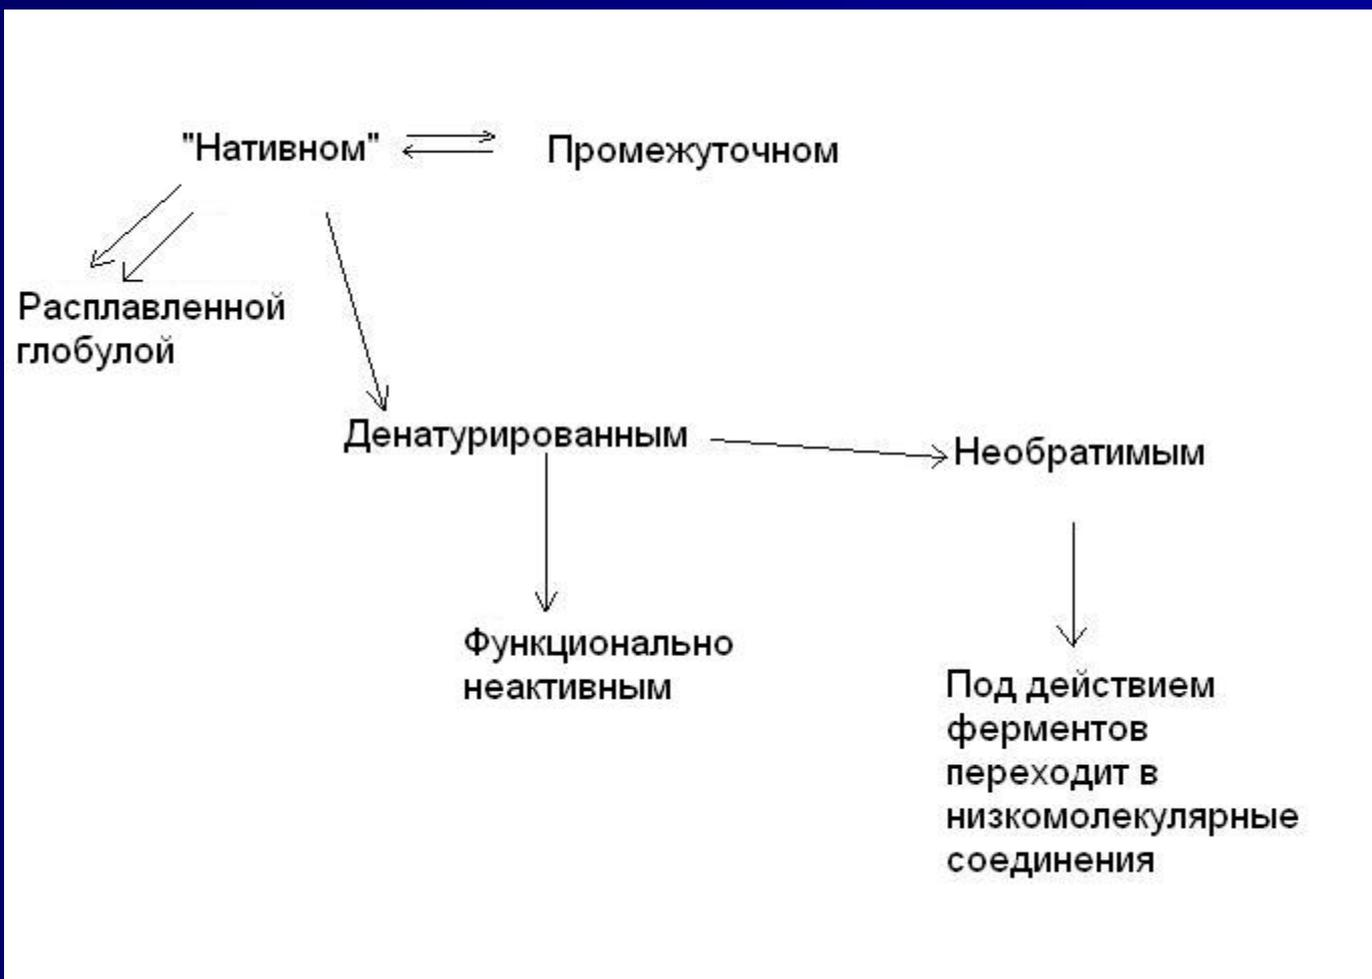 "Нативном"
Промежуточном
Расплавленной
глобулой
Денатурированным
Необратимым
Функционально
неактивным
Под действием
ферментов
переходит в
низкомолекулярные
соединения